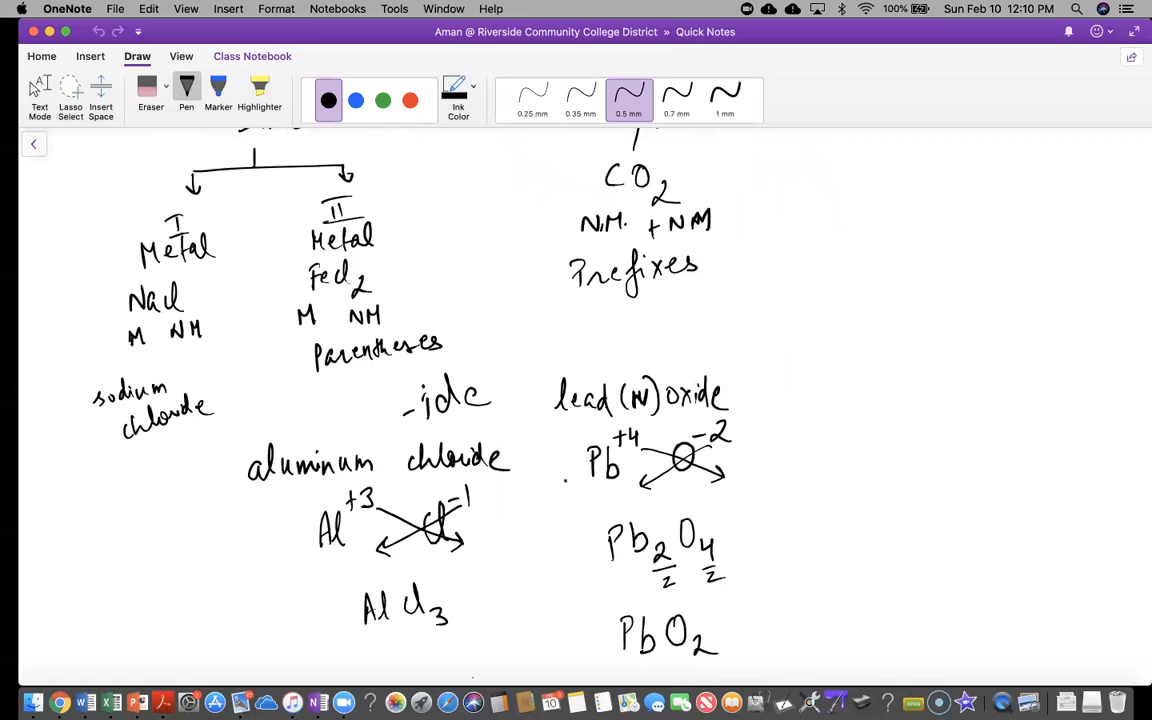 OneNote File Edit View Insert Format Notebooks Tools Window Help 100% Sun Feb 10 12:10 PM
Aman @ Riverside Community College District » Quick Notes
Home Insert Draw View Class Notebook
Text Mode Lasso Select Insert Space Eraser Pen Marker Highlighter Ink Color 0.25 mm 0.35 mm 0.5 mm 0.7 mm 1 mm
I
Metal
NaCl
M NM
sodium
chloride
II
Metal
FeCl2
M NM
Parentheses
-ide
CO2
N.M. + NM
Prefixes
aluminum chloride
Al+3 Cl-1
AlCl3
lead (IV) oxide
Pb+4 O-2
Pb2O4
2 2
PbO2